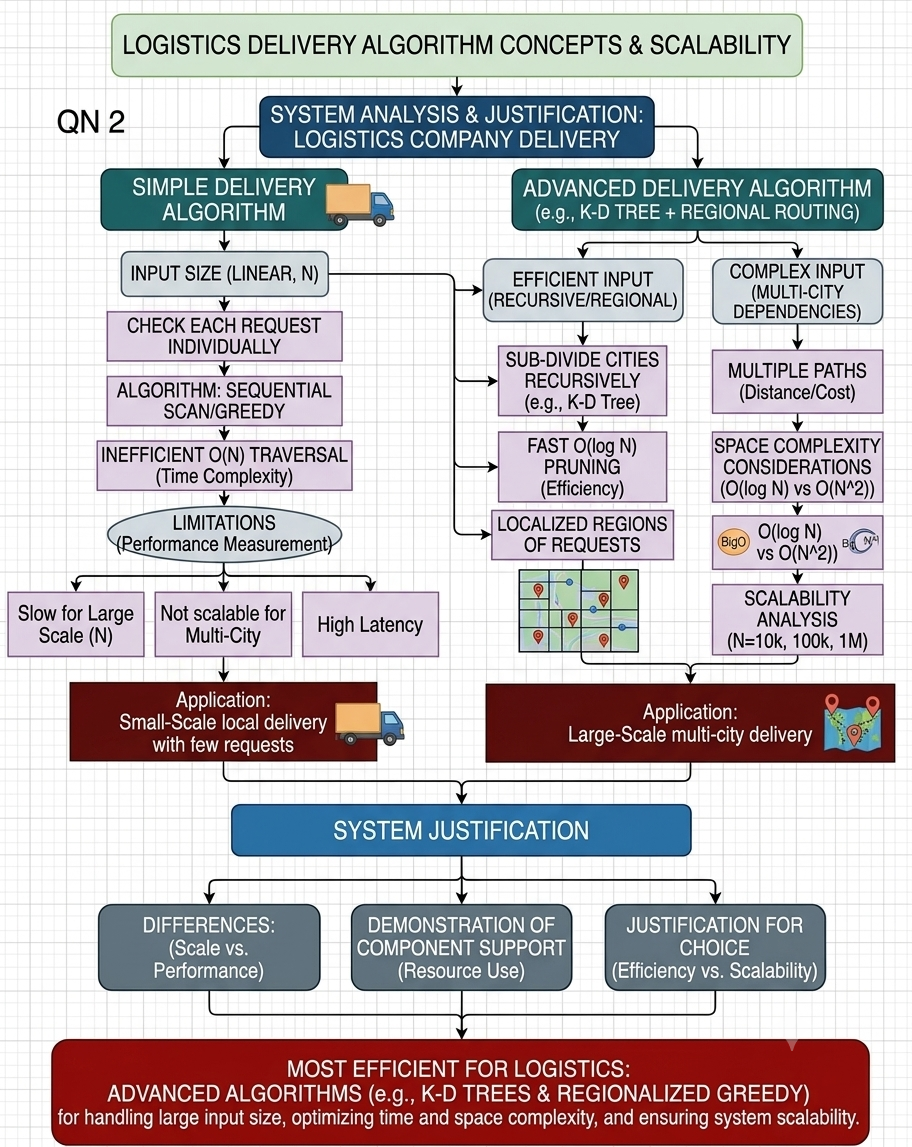 LOGISTICS DELIVERY ALGORITHM CONCEPTS & SCALABILITY
QN 2
SYSTEM ANALYSIS & JUSTIFICATION:
LOGISTICS COMPANY DELIVERY
SIMPLE DELIVERY
ALGORITHM
INPUT SIZE (LINEAR, N)
CHECK EACH REQUEST
INDIVIDUALLY
ALGORITHM: SEQUENTIAL
SCAN/GREEDY
INEFFICIENT O(N) TRAVERSAL
(Time Complexity)
LIMITATIONS
(Performance Measurement)
Slow for Large
Scale (N)
Not scalable for
Multi-City
High Latency
Application:
Small-Scale local delivery
with few requests
ADVANCED DELIVERY ALGORITHM
(e.g., K-D TREE + REGIONAL ROUTING)
EFFICIENT INPUT
(RECURSIVE/REGIONAL)
SUB-DIVIDE CITIES
RECURSIVELY
(e.g., K-D Tree)
FAST O(log N)
PRUNING
(Efficiency)
LOCALIZED REGIONS
OF REQUESTS
COMPLEX INPUT
(MULTI-CITY
DEPENDENCIES)
MULTIPLE PATHS
(Distance/Cost)
SPACE COMPLEXITY
CONSIDERATIONS
(O(log N) vs O(N^2))
BigO
O(log N)
vs O(N^2))
SCALABILITY
ANALYSIS
(N=10k, 100k, 1M)
Application:
Large-Scale multi-city delivery
SYSTEM JUSTIFICATION
DIFFERENCES:
(Scale vs.
Performance)
DEMONSTRATION OF
COMPONENT SUPPORT
(Resource Use)
JUSTIFICATION FOR
CHOICE
(Efficiency vs. Scalability)
MOST EFFICIENT FOR LOGISTICS:
ADVANCED ALGORITHMS (e.g., K-D TREES & REGIONALIZED GREEDY)
for handling large input size, optimizing time and space complexity, and ensuring system scalability.